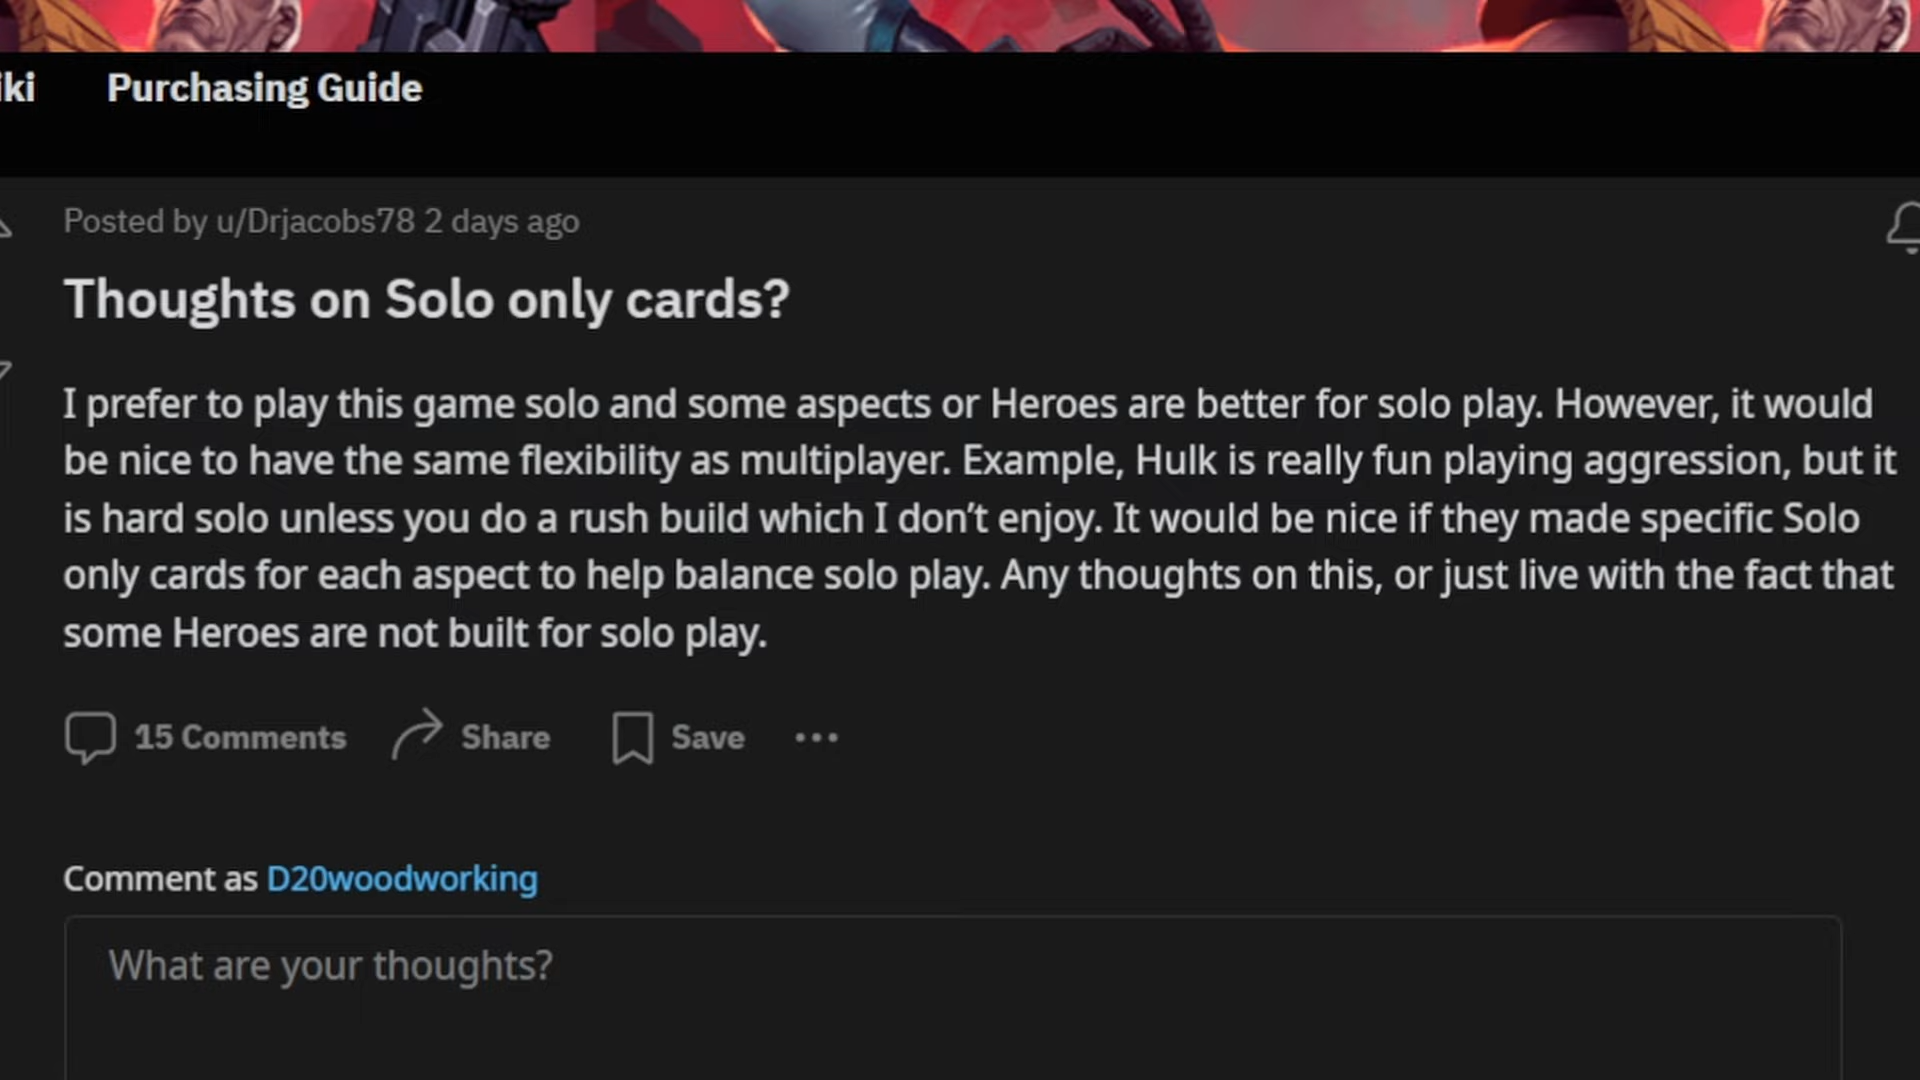 Purchasing Guide
Posted by u/Drjacobs78 2 days ago
Thoughts on Solo only cards?
I prefer to play this game solo and some aspects or Heroes are better for solo play. However, it would
be nice to have the same flexibility as multiplayer. Example, Hulk is really fun playing aggression, but it
is hard solo unless you do a rush build which I don’t enjoy. It would be nice if they made specific Solo
only cards for each aspect to help balance solo play. Any thoughts on this, or just live with the fact that
some Heroes are not built for solo play.
15 Comments Share Save
Comment as D20woodworking
What are your thoughts?